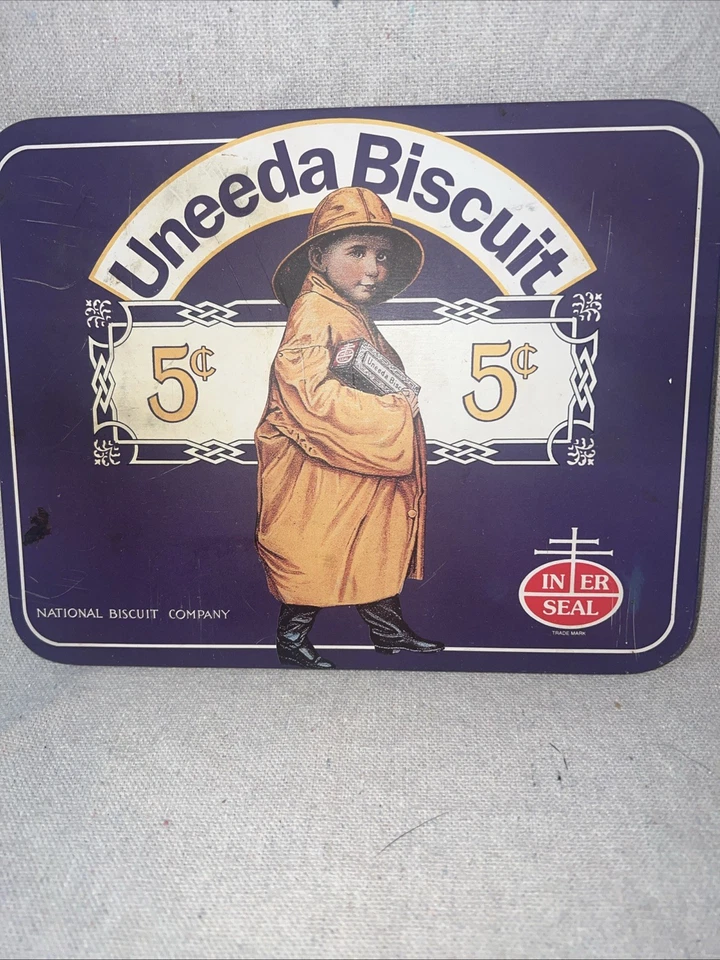 Uneeda Biscuit
5¢ 5¢
Uneeda Bisc
NATIONAL BISCUIT COMPANY
IN ER
SEAL
TRADE MARK